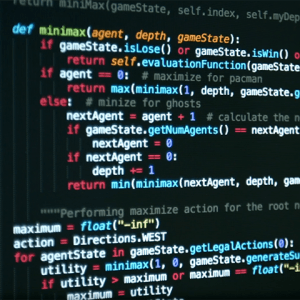 return miniMax(gameState, self.index, self.myDep
def minimax(agent, depth, gameState):
if gameState.isLose() or gameState.isWin() o
return self.evaluationFunction(gameState
if agent == 0: # maximize for pacman
return max(minimax(1, depth, gameState.g
else: # minize for ghosts
nextAgent = agent + 1 # calculate the n
if gameState.getNumAgents() == nextAgent
nextAgent = 0
if nextAgent == 0:
depth += 1
return min(minimax(nextAgent, depth, gam
"""Performing maximize action for the root n
maximum = float("-inf")
action = Directions.WEST
for agentState in gameState.getLegalActions(0):
utility = minimax(1, 0, gameState.generateSu
if utility > maximum or maximum == float("-i
maximum = utility